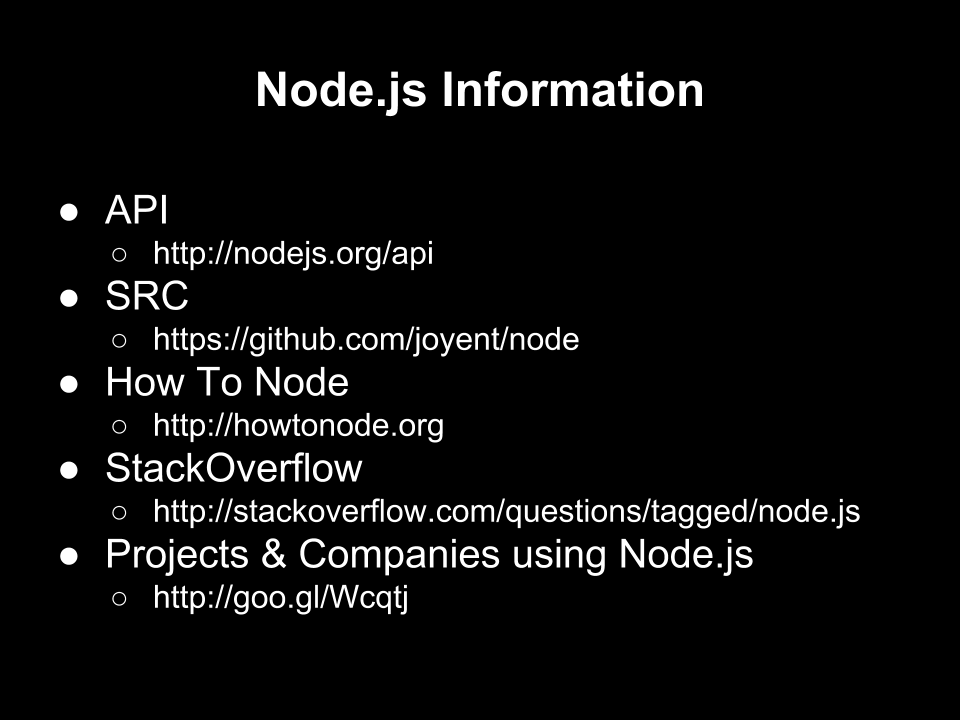 Node.js Information
● API
○ http://nodejs.org/api
● SRC
○ https://github.com/joyent/node
● How To Node
○ http://howtonode.org
● StackOverflow
○ http://stackoverflow.com/questions/tagged/node.js
● Projects & Companies using Node.js
○ http://goo.gl/Wcqtj